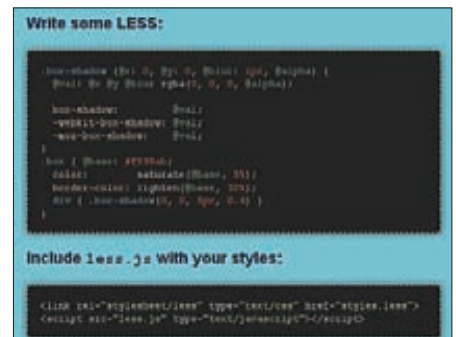 Write some LESS:
.box-shadow (@x: 0, @y: 0, @blur: 1px, @alpha) {
@val: @x @y @blur rgba(0, 0, 0, @alpha);
box-shadow: @val;
-webkit-box-shadow: @val;
-moz-box-shadow: @val;
}
.box { @base:
color: saturate(@base, 5%);
border-color: lighten(@base, 30%);
div { .box-shadow(0, 0, 5px, 0.4) }
}
Include less.js with your styles:
<link rel="stylesheet/less" type="text/css" href="styles.less">
<script src="less.js" type="text/javascript"></script>